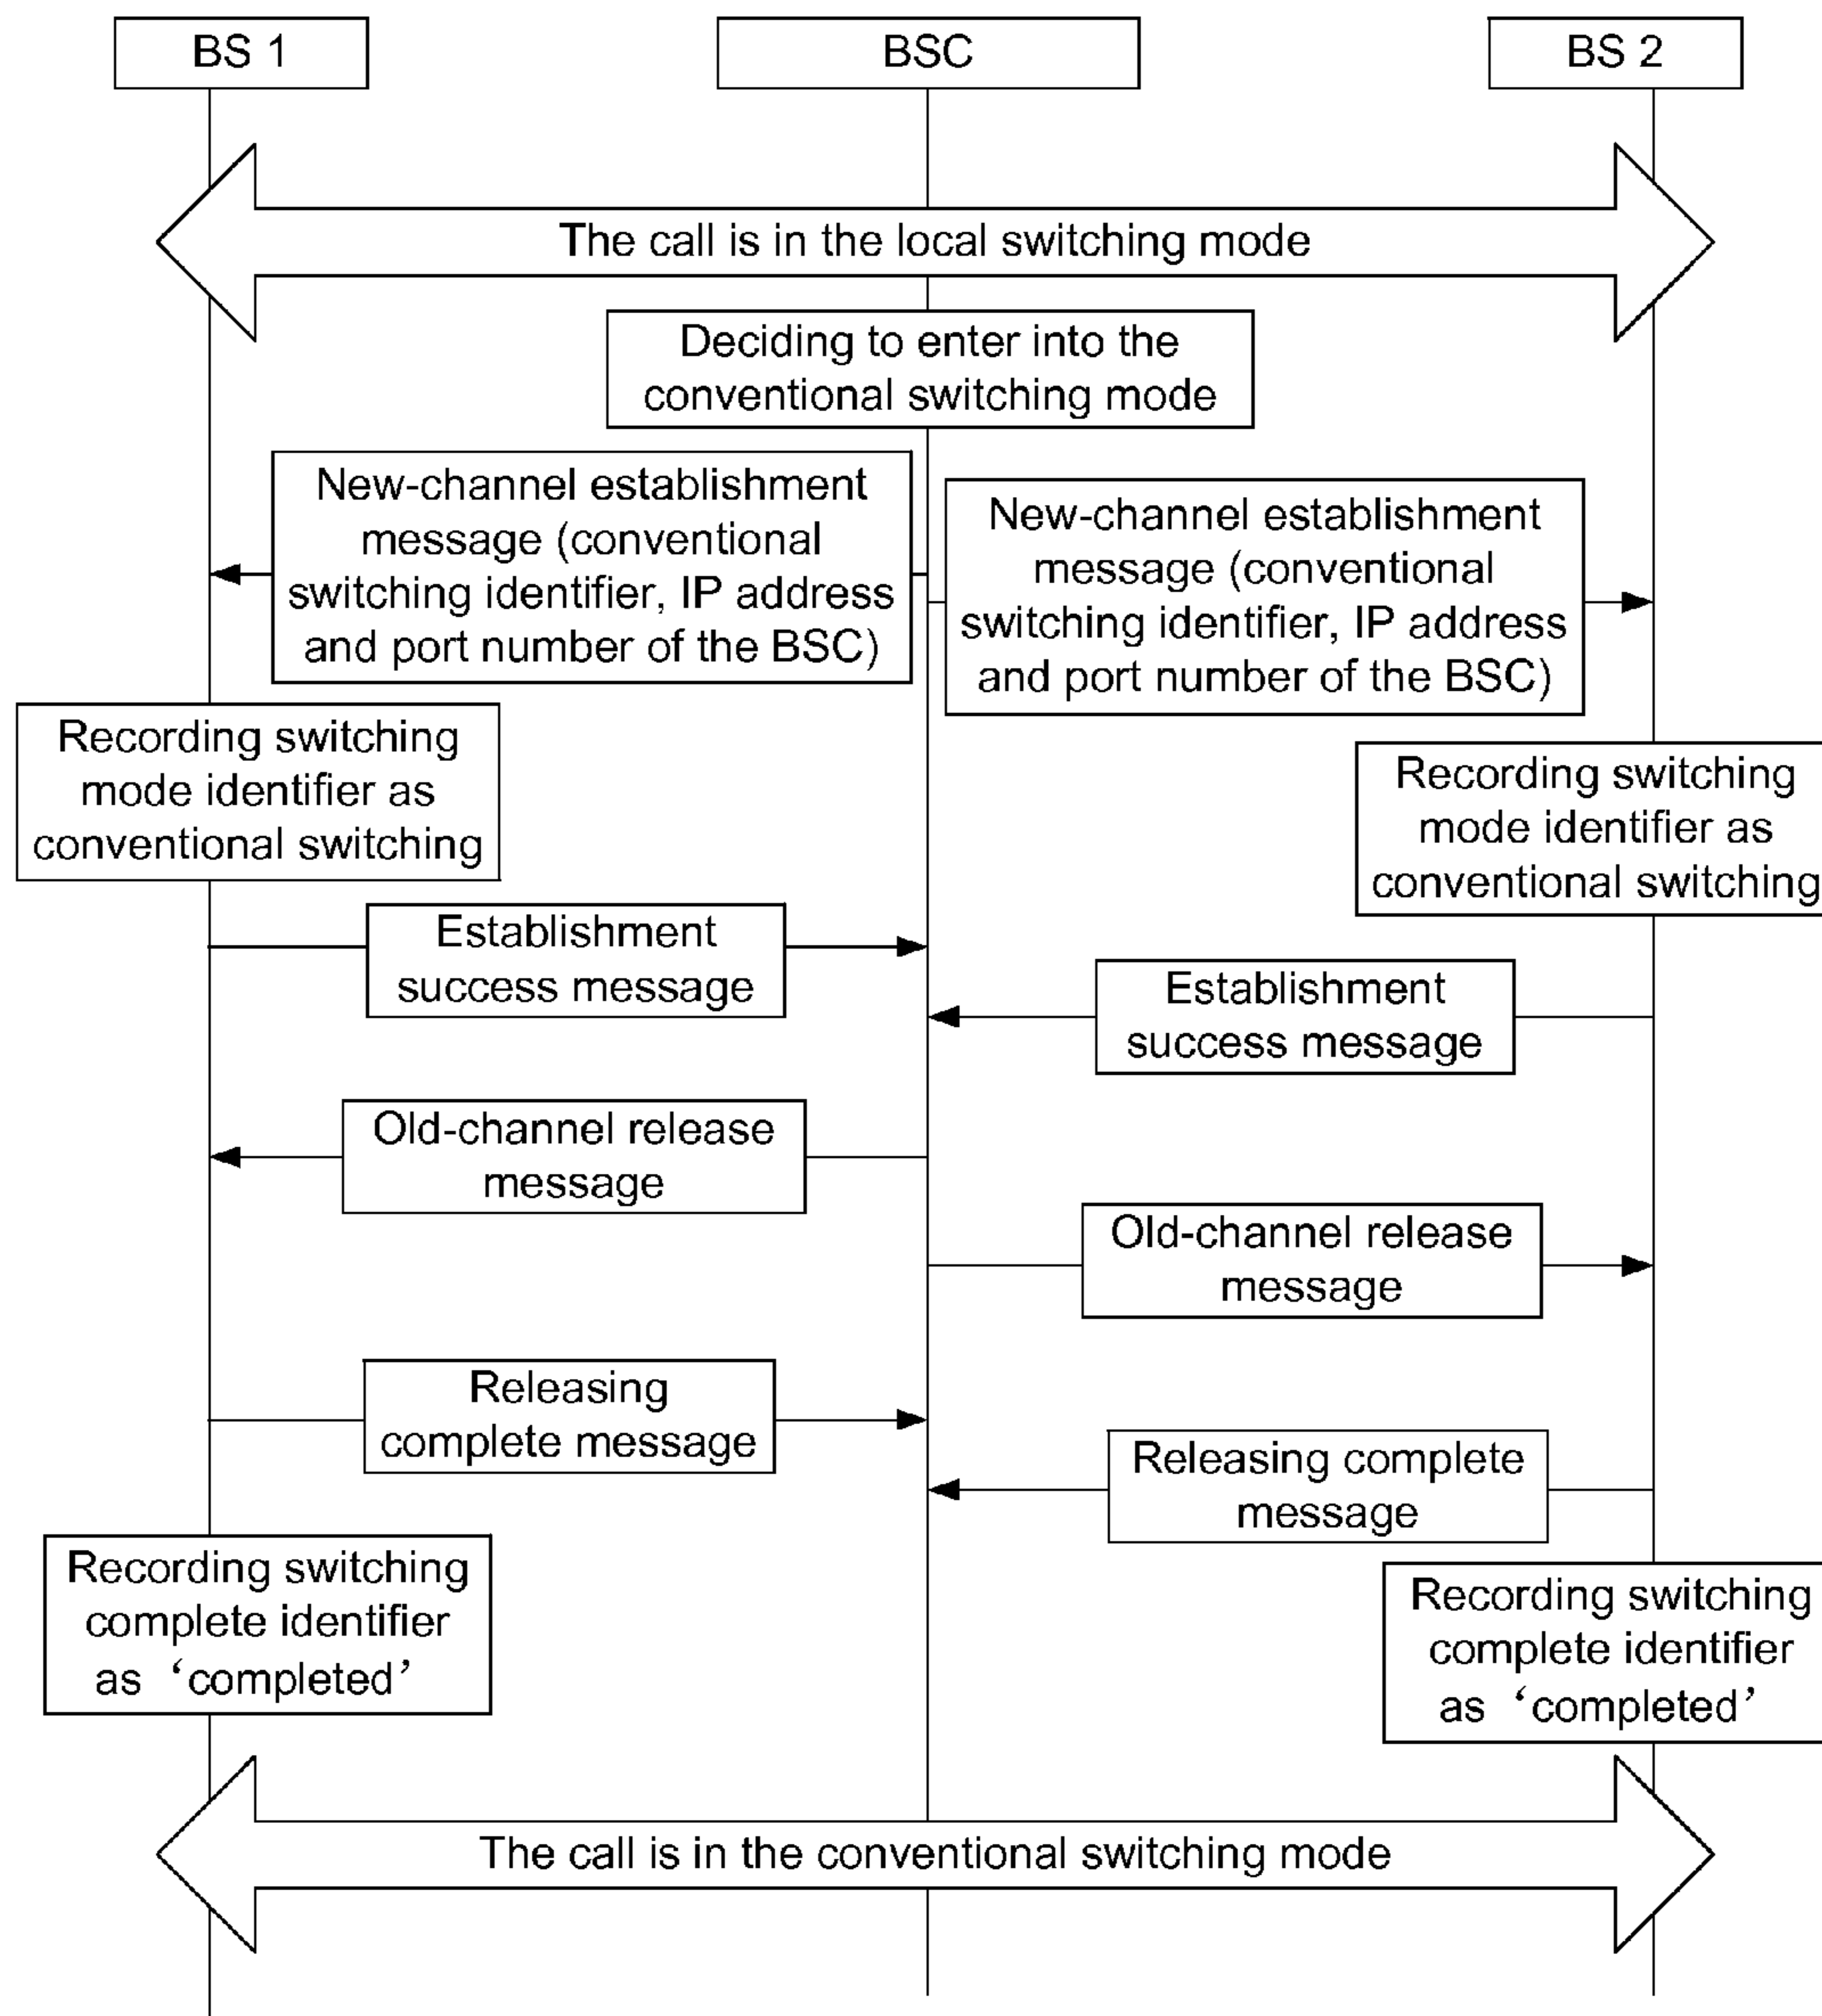 BS 1
BSC
BS 2
The call is in the local switching mode
Deciding to enter into the
conventional switching mode
New-channel establishment
message (conventional
switching identifier, IP address
and port number of the BSC)
New-channel establishment
message (conventional
switching identifier, IP address
and port number of the BSC)
Recording switching
mode identifier as
conventional switching
Recording switching
mode identifier as
conventional switching
Establishment
success message
Establishment
success message
Old-channel release
message
Old-channel release
message
Releasing
complete message
Releasing complete
message
Recording switching
complete identifier
as ‘completed’
Recording switching
complete identifier
as ‘completed’
The call is in the conventional switching mode